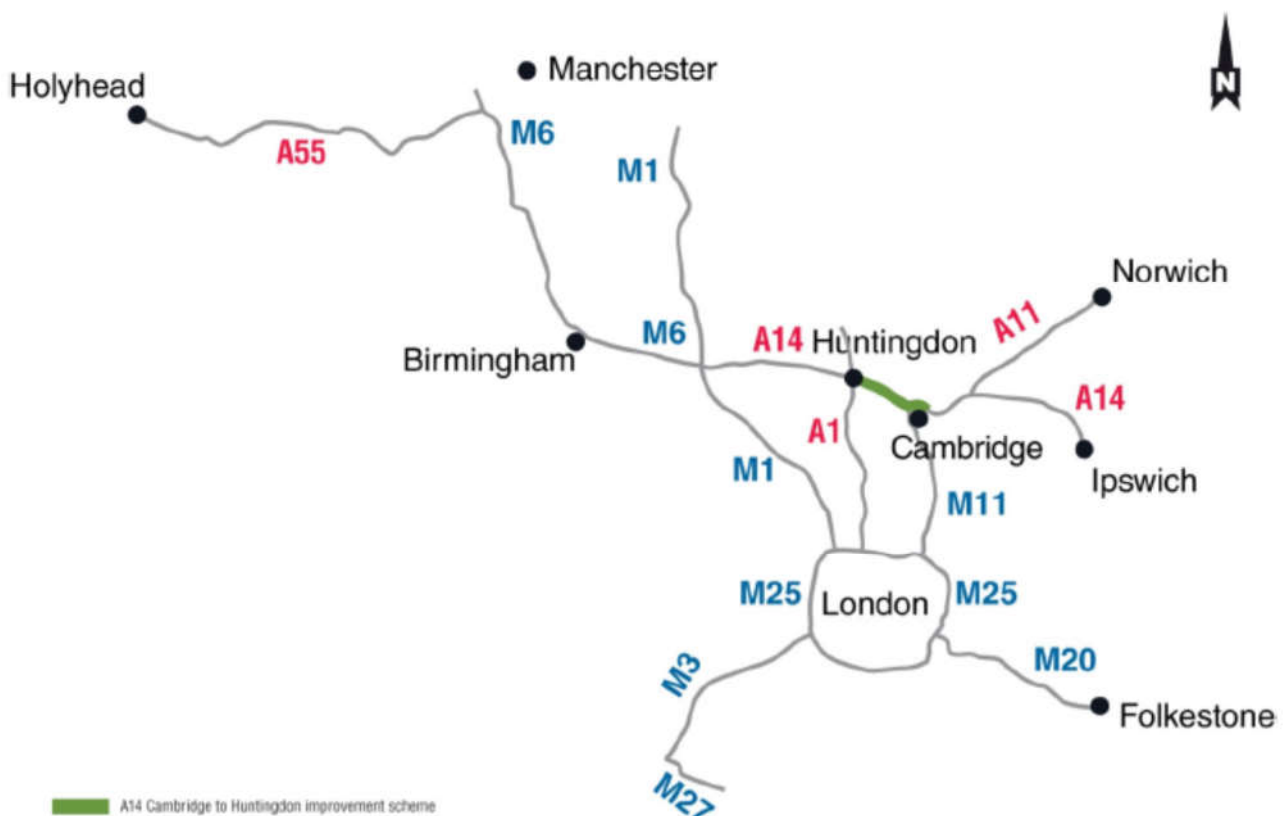 Manchester
Holyhead
N
M6
A55
M1
Norwich
A11
M6
A14
Huntingdon
Birmingham
A14
A1
Cambridge
M1
Ipswich
M11
M25
London
M25
M3
M20
Folkestone
M27
A14 Cambridge to Huntingdon improvement scheme